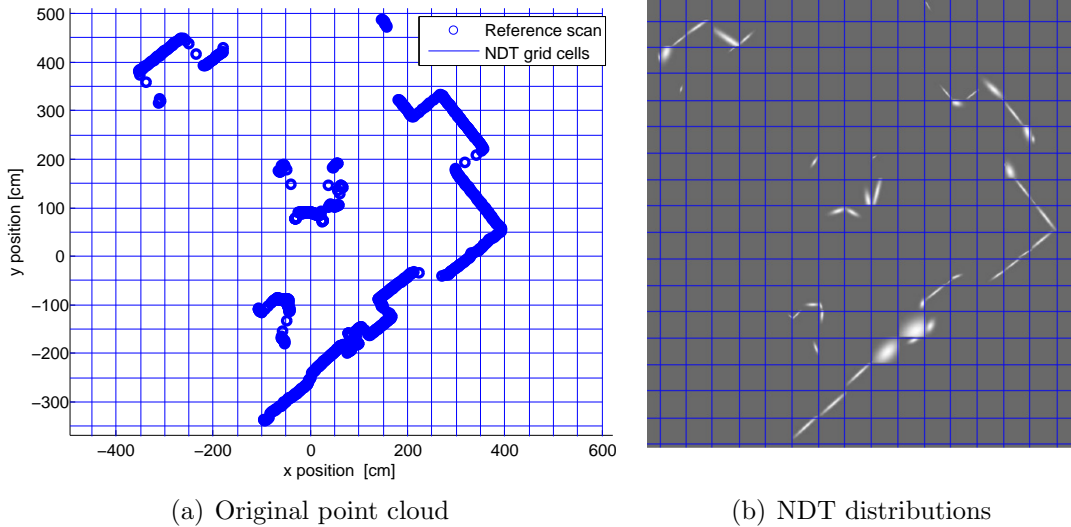 500
400
300
200
100
0
−100
−200
−300
−400
−200
0
200
400
600
y position [cm]
x position [cm]
Reference scan
NDT grid cells
(a) Original point cloud
(b) NDT distributions